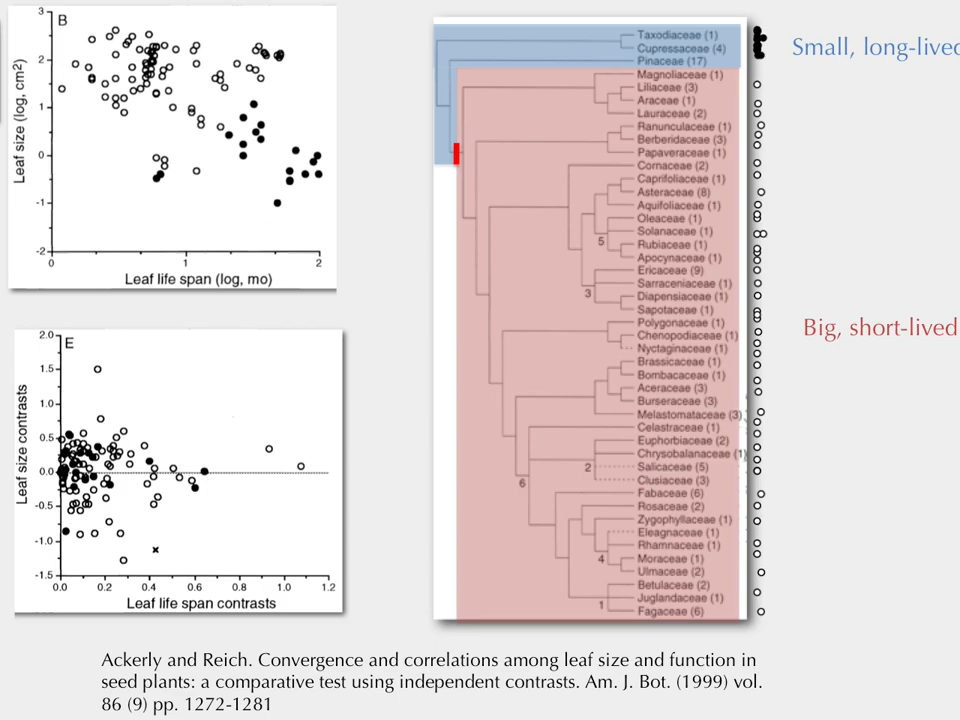 B
3
2
1
0
-1
-2
Leaf size (log, cm2)
0
1
2
Leaf life span (log, mo)
E
2.0
1.5
1.0
0.5
0.0
-0.5
-1.0
-1.5
Leaf size contrasts
0.0 0.2 0.4 0.6 0.8 1.0 1.2
Leaf life span contrasts
Taxodiaceae (1)
Cupressaceae (4)
Pinaceae (17)
Magnoliaceae (1)
Liliaceae (3)
Araceae (1)
Lauraceae (2)
Ranunculaceae (1)
Berberidaceae (3)
Papaveraceae (1)
Cornaceae (2)
Caprifoliaceae (1)
Asteraceae (8)
Aquifoliaceae (1)
Oleaceae (1)
Solanaceae (1)
5
Rubiaceae (1)
Apocynaceae (1)
Ericaceae (9)
Sarraceniaceae (1)
3
Diapensiaceae (1)
Sapotaceae (1)
Polygonaceae (1)
Chenopodiaceae (1)
Nyctaginaceae (1)
Brassicaceae (1)
Bombacaceae (1)
Aceraceae (3)
Burseraceae (3)
Melastomataceae (3)
Celastraceae (1)
Euphorbiaceae (2)
Chrysobalanaceae (1)
2
Salicaceae (5)
Clusiaceae (3)
6
Fabaceae (6)
Rosaceae (2)
Zygophyllaceae (1)
Eleagnaceae (1)
Rhamnaceae (1)
4
Moraceae (1)
Ulmaceae (2)
Betulaceae (2)
Juglandaceae (1)
1
Fagaceae (6)
Small, long-lived
Big, short-lived
Ackerly and Reich. Convergence and correlations among leaf size and function in
seed plants: a comparative test using independent contrasts. Am. J. Bot. (1999) vol.
86 (9) pp. 1272-1281